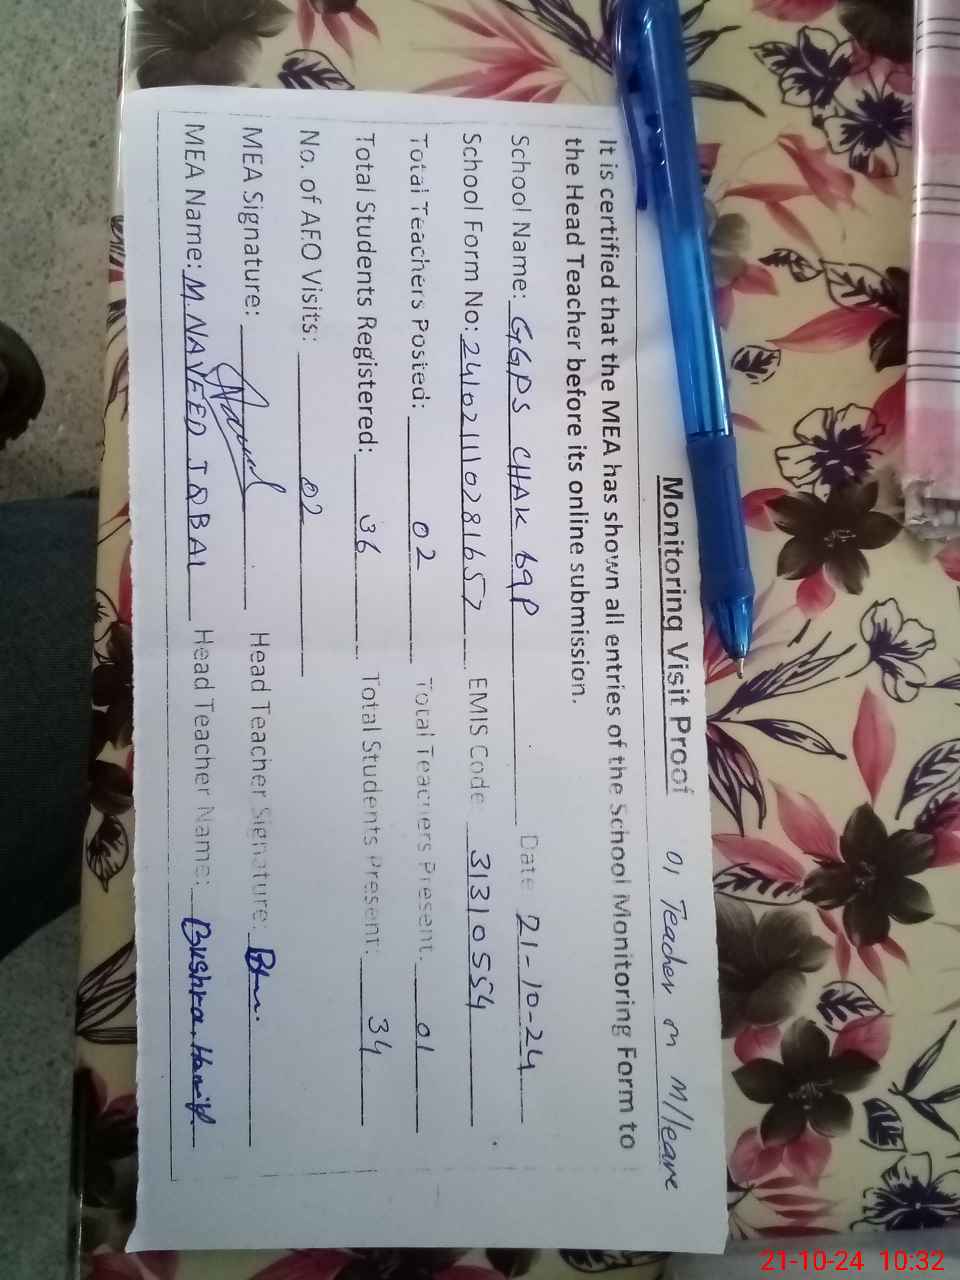 Monitoring Visit Proof 01 Teacher on M/leave
It is certified that the MEA has shown all entries of the School Monitoring Form to
the Head Teacher before its online submission.
School Name: GGPS CHAK 69P Date 21-10-24
School Form No: EMIS Code 31310554
Total Teachers Posted: 02 Total Teachers Present. 01
Total Students Registered: 36 Total Students Present: 34
No. of AEO Visits: 02
MEA Signature: Head Teacher Signature:
MEA Name: M. NAVEED IQBAL Head Teacher Name: Bushra. Hanif
21-10-24 10:32